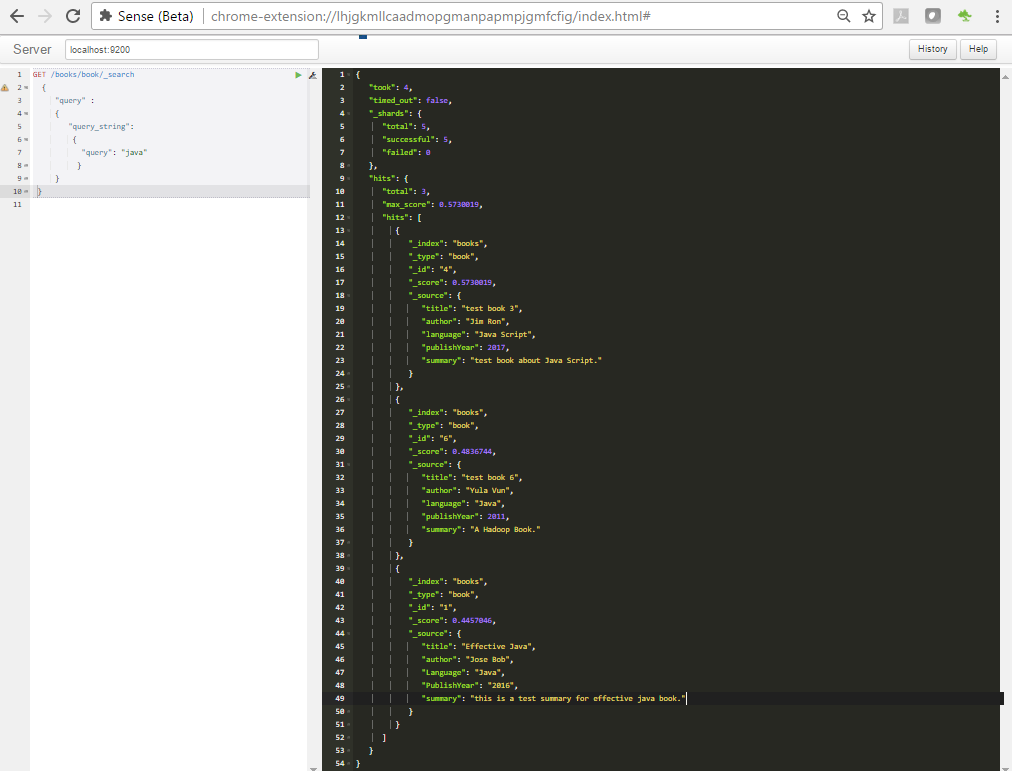 Sense (Beta) chrome-extension://lhjgkmllcaadmopgmanpapmpjgmfcfig/index.html#
Server localhost:9200 History Help
1 GET /books/book/_search
2 {
3 "query" :
4 {
5 "query_string":
6 {
7 "query": "java"
8 }
9 }
10 }
11
1 {
2 "took": 4,
3 "timed_out": false,
4 "_shards": {
5 "total": 5,
6 "successful": 5,
7 "failed": 0
8 },
9 "hits": {
10 "total": 3,
11 "max_score": 0.5730019,
12 "hits": [
13 {
14 "_index": "books",
15 "_type": "book",
16 "_id": "4",
17 "_score": 0.5730019,
18 "_source": {
19 "title": "test book 3",
20 "author": "Jim Ron",
21 "language": "Java Script",
22 "publishYear": 2017,
23 "summary": "test book about Java Script."
24 }
25 },
26 {
27 "_index": "books",
28 "_type": "book",
29 "_id": "6",
30 "_score": 0.4836744,
31 "_source": {
32 "title": "test book 6",
33 "author": "Yula Vun",
34 "language": "Java",
35 "publishYear": 2011,
36 "summary": "A Hadoop Book."
37 }
38 },
39 {
40 "_index": "books",
41 "_type": "book",
42 "_id": "1",
43 "_score": 0.4457046,
44 "_source": {
45 "title": "Effective Java",
46 "author": "Jose Bob",
47 "Language": "Java",
48 "PublishYear": "2016",
49 "summary": "this is a test summary for effective java book."
50 }
51 }
52 ]
53 }
54 }